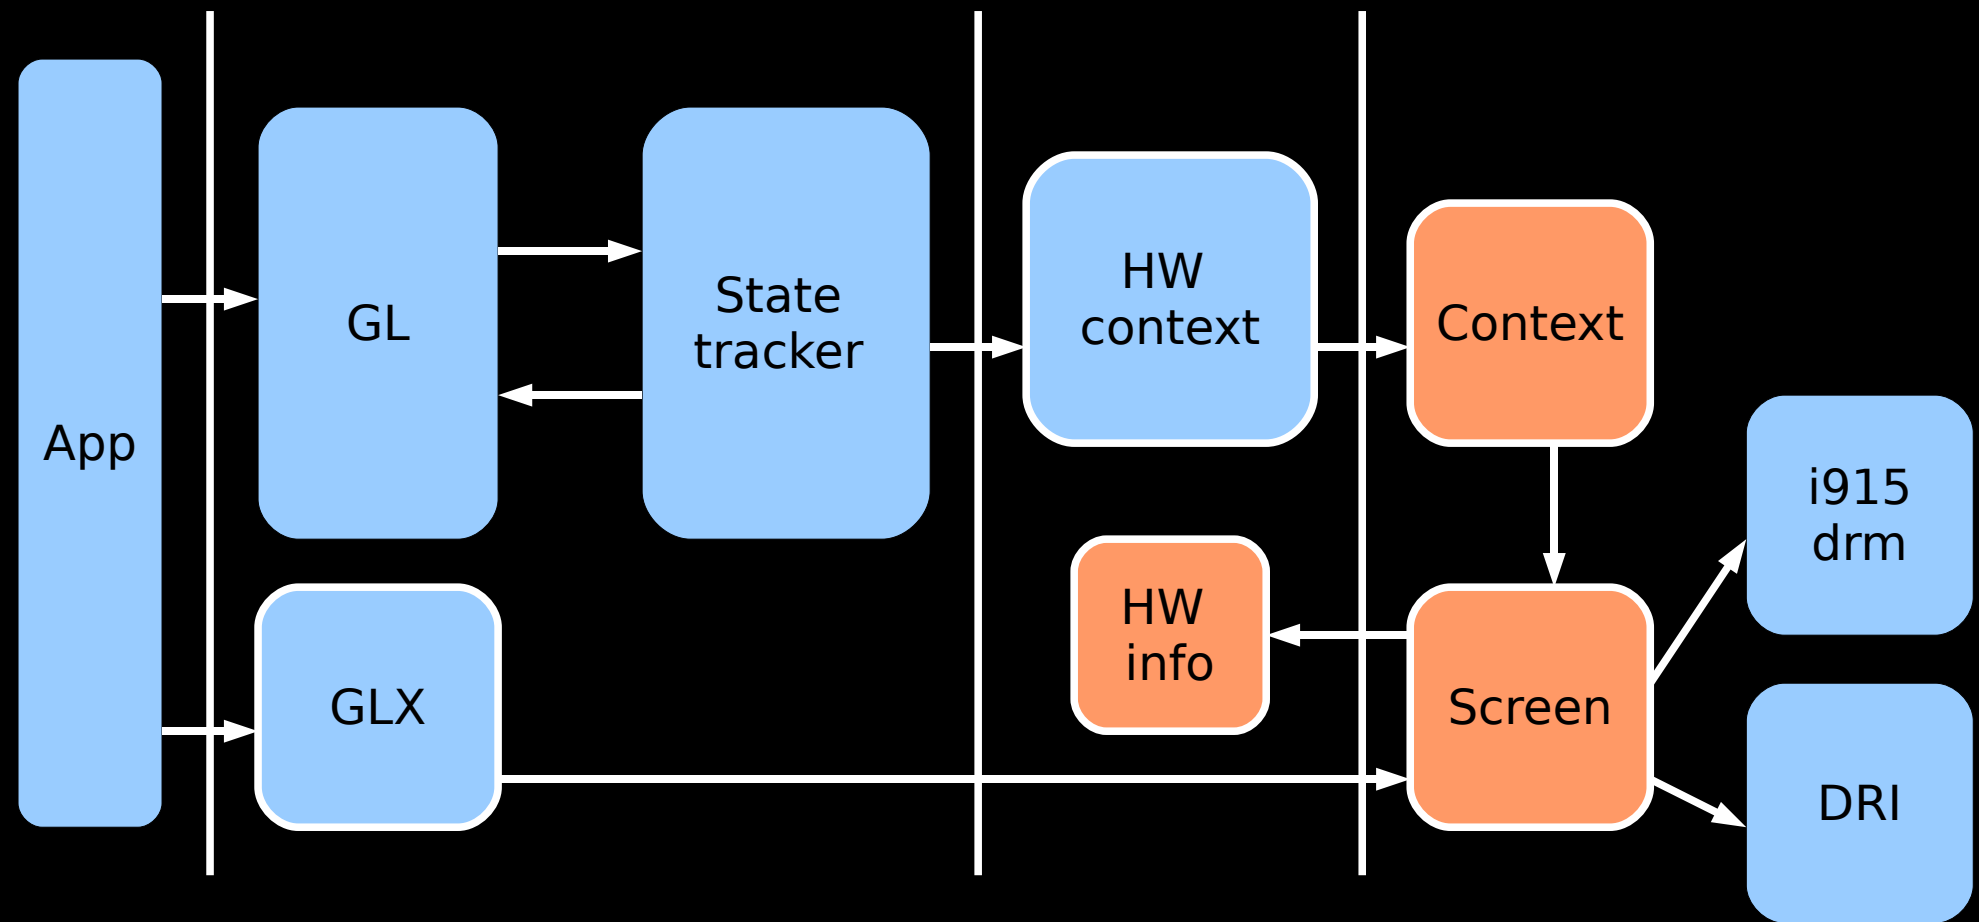 App
GL
State
tracker
HW
context
Context
i915
drm
HW
info
GLX
Screen
DRI